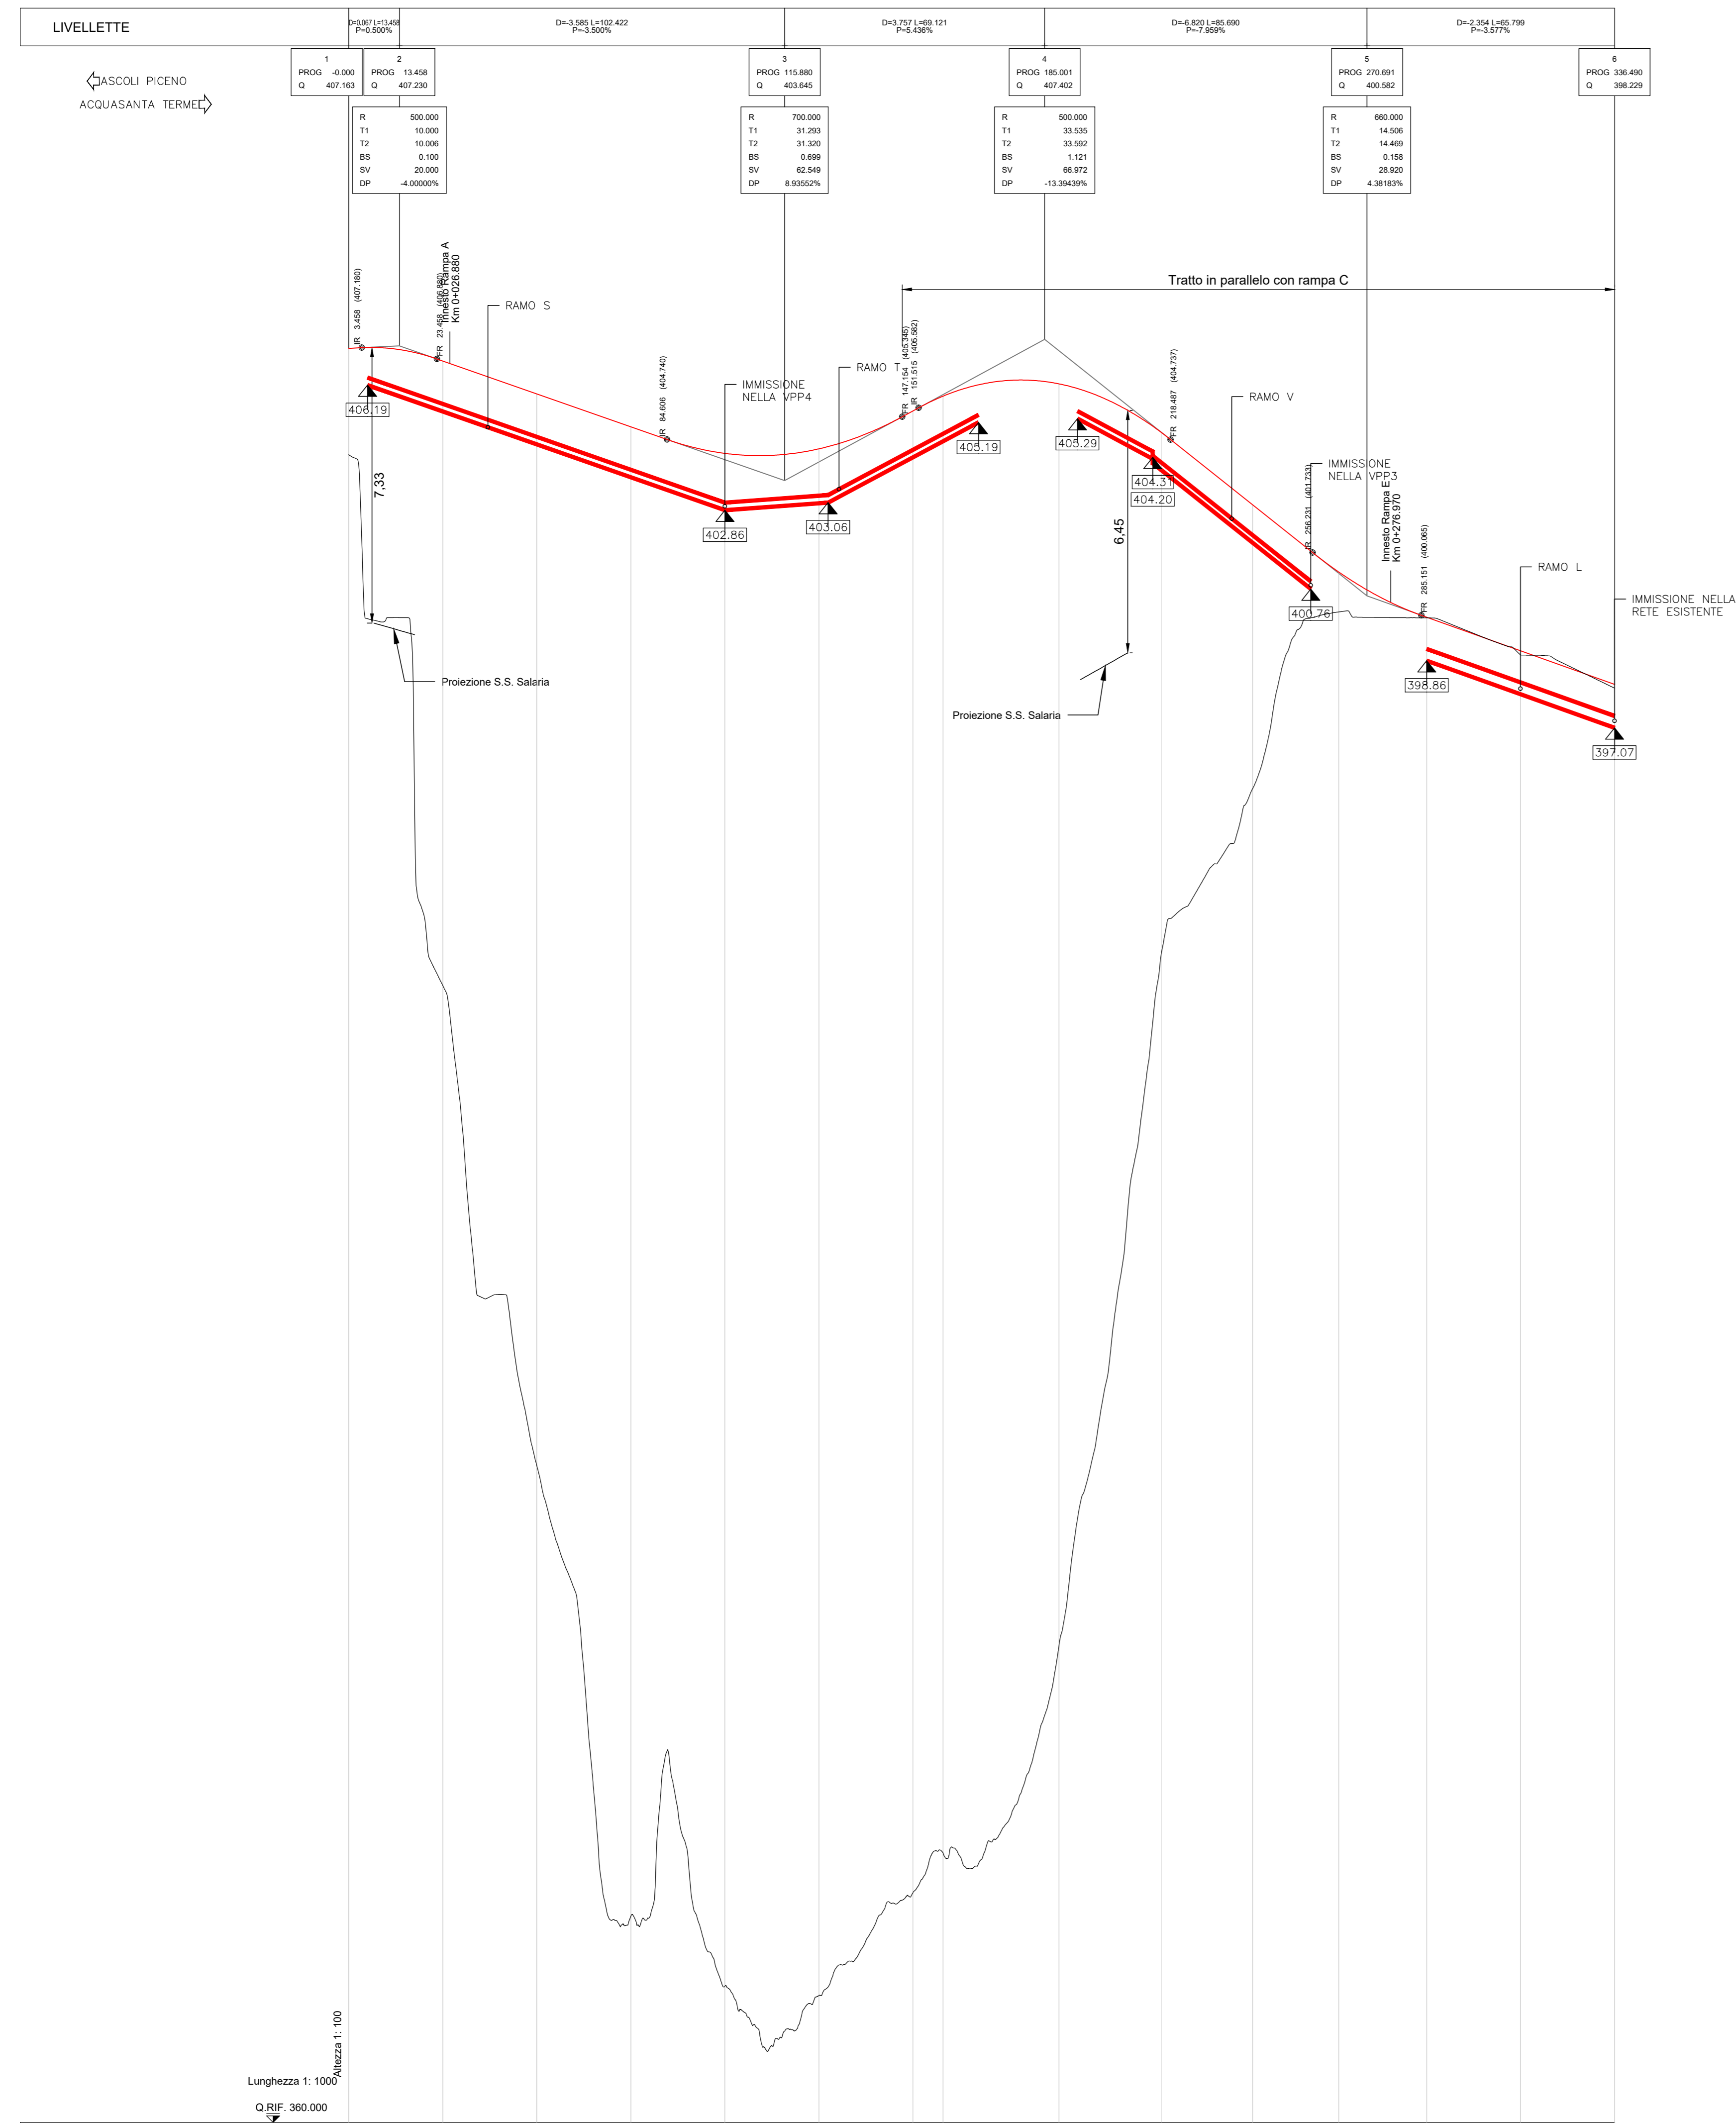 LIVELLETTE
D=0.067 L=13.458
P=0.500%
D=-3.585 L=102.422
P=-3.500%
D=3.757 L=69.121
P=5.436%
D=-6.820 L=85.690
P=-7.959%
D=-2.354 L=65.799
P=-3.577%
ASCOLI PICENO
ACQUASANTA TERME
1
PROG -0.000
Q 407.163
2
PROG 13.458
Q 407.230
3
PROG 115.880
Q 403.645
4
PROG 185.001
Q 407.402
5
PROG 270.691
Q 400.582
6
PROG 336.490
Q 398.229
R 500.000
T1 10.000
T2 10.006
BS 0.100
SV 20.000
DP -4.00000%
R 700.000
T1 31.293
T2 31.320
BS 0.699
SV 62.549
DP 8.93552%
R 500.000
T1 33.535
T2 33.592
BS 1.121
SV 66.972
DP -13.39439%
R 660.000
T1 14.506
T2 14.469
BS 0.158
SV 28.920
DP 4.38183%
IR 3.458 (407.180)
FR 23.458 (406.880)
Innesto Rampa A
Km 0+026.880
RAMO S
Tratto in parallelo con rampa C
IR 84.606 (404.740)
IMMISSIONE
NELLA VPP4
RAMO T
FR 147.154 (405.345)
IR 151.515 (405.582)
FR 218.487 (404.737)
RAMO V
IR 256.231 (401.733)
IMMISSIONE
NELLA VPP3
Innesto Rampa E
Km 0+276.970
FR 285.151 (400.065)
RAMO L
IMMISSIONE NELLA
RETE ESISTENTE
406.19
7,33
402.86
403.06
405.19
405.29
404.31
404.20
6,45
400.76
398.86
397.07
Proiezione S.S. Salaria
Proiezione S.S. Salaria
Altezza 1: 100
Lunghezza 1: 1000
Q.RIF. 360.000